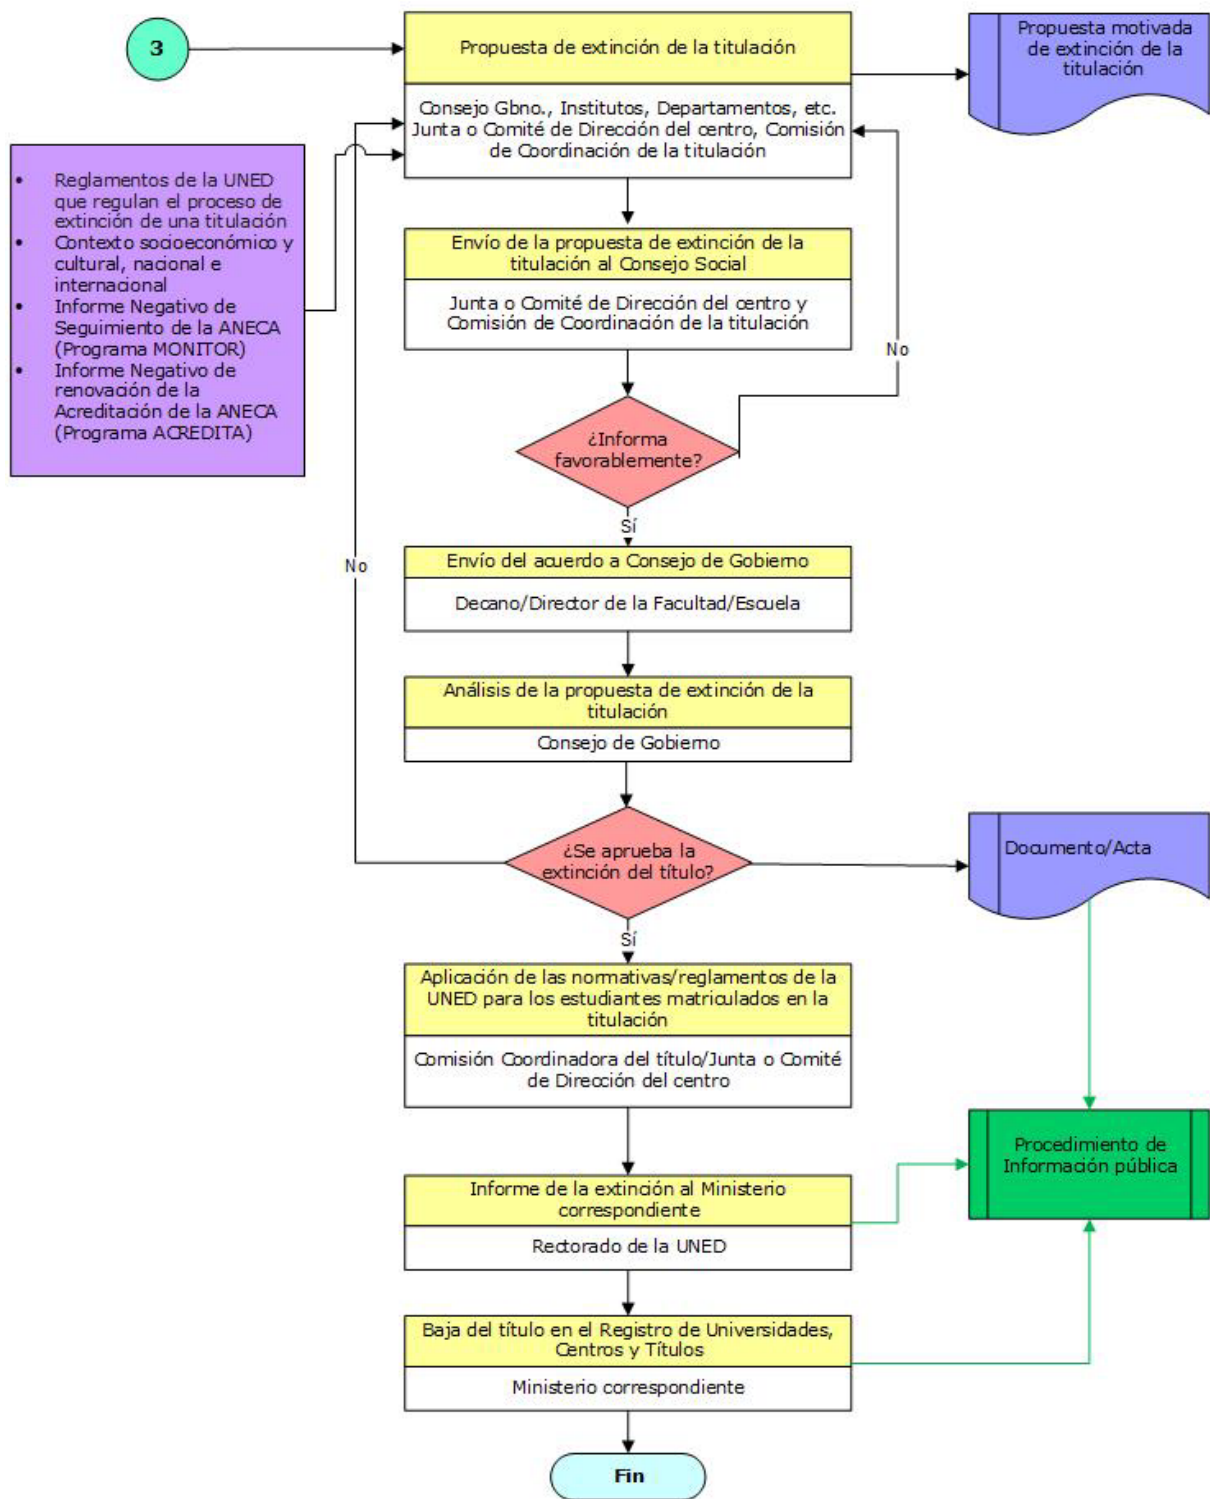 3
Propuesta de extinción de la titulación
Propuesta motivada
de extinción de la
titulación
Consejo Gbno., Institutos, Departamentos, etc.
Junta o Comité de Dirección del centro, Comisión
de Coordinación de la titulación
• Reglamentos de la UNED
que regulan el proceso de
extinción de una titulación
• Contexto socioeconómico y
cultural, nacional e
internacional
• Informe Negativo de
Seguimiento de la ANECA
(Programa MONITOR)
• Informe Negativo de
renovación de la
Acreditación de la ANECA
(Programa ACREDITA)
Envío de la propuesta de extinción de la
titulación al Consejo Social
Junta o Comité de Dirección del centro y
Comisión de Coordinación de la titulación
No
¿Informa
favorablemente?
Sí
Envío del acuerdo a Consejo de Gobierno
No
Decano/Director de la Facultad/Escuela
Análisis de la propuesta de extinción de la
titulación
Consejo de Gobierno
¿Se aprueba la
extinción del título?
Documento/Acta
Sí
Aplicación de las normativas/reglamentos de la
UNED para los estudiantes matriculados en la
titulación
Comisión Coordinadora del título/Junta o Comité
de Dirección del centro
Procedimiento de
Información pública
Informe de la extinción al Ministerio
correspondiente
Rectorado de la UNED
Baja del título en el Registro de Universidades,
Centros y Títulos
Ministerio correspondiente
Fin